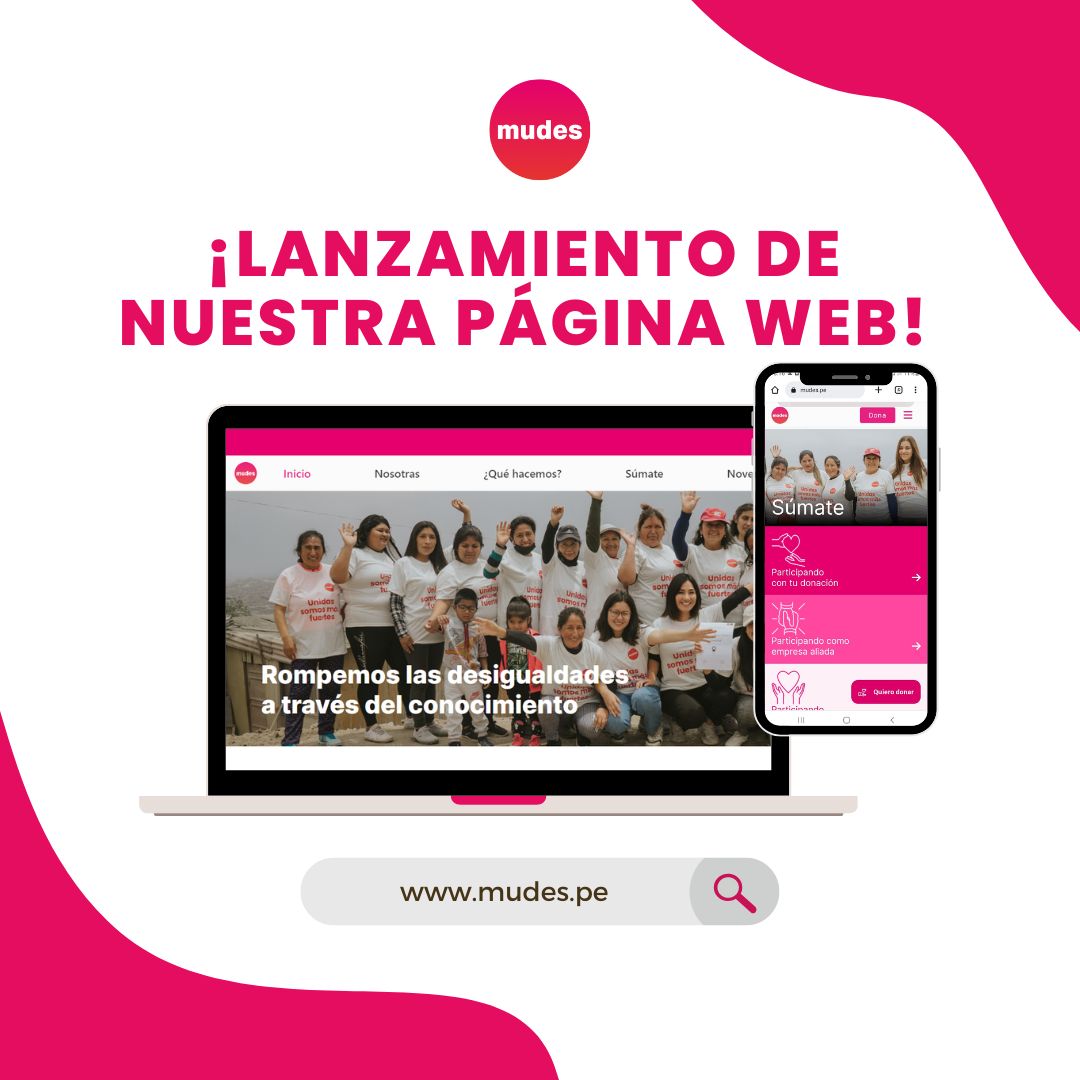 mudes
¡LANZAMIENTO DE
NUESTRA PÁGINA WEB!
mudes
Inicio
Nosotras
¿Qué hacemos?
Súmate
Nove
Unidas
somos más
fuertes
Rompemos las desigualdades
a través del conocimiento
mudes.pe
mudes
Dona
Súmate
Participando
con tu donación
Participando como
empresa aliada
Participando
Quiero donar
www.mudes.pe